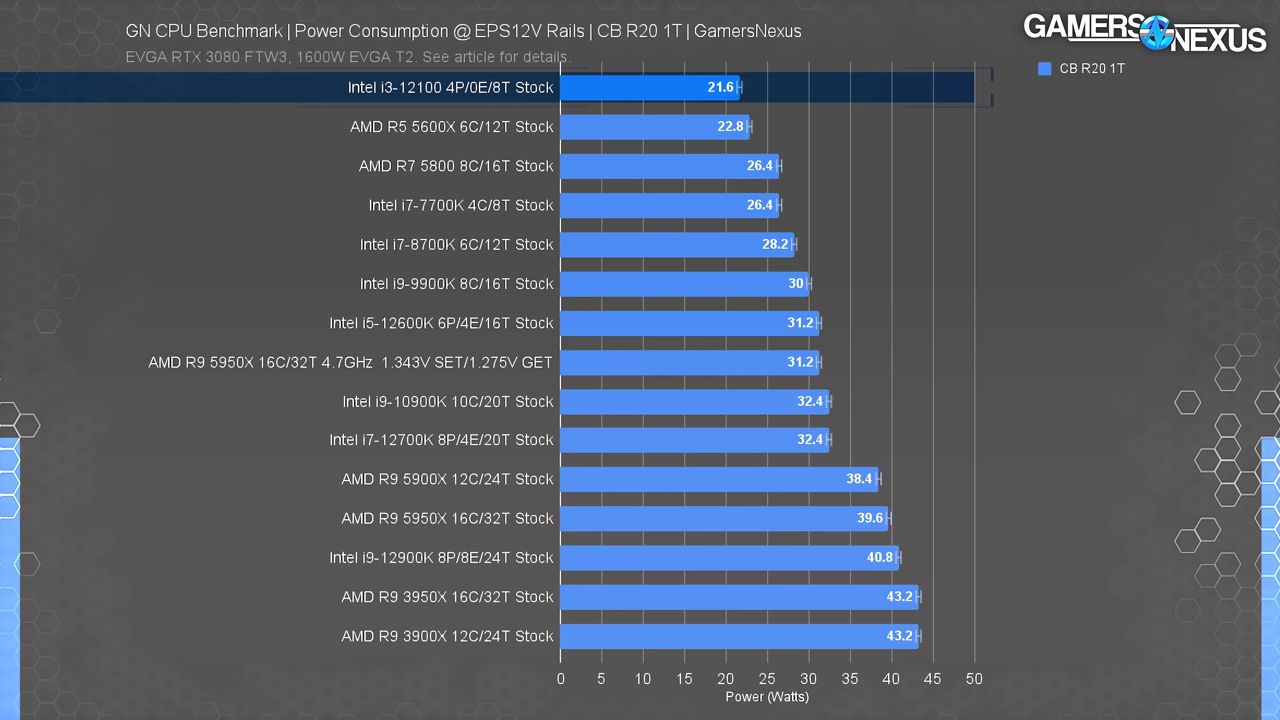 GN CPU Benchmark | Power Consumption @ EPS12V Rails | CB R20 1T | GamersNexus
GAMERS NEXUS
EVGA RTX 3080 FTW3, 1600W EVGA T2. See article for details.
CB R20 1T
Intel i3-12100 4P/0E/8T Stock 21.6
AMD R5 5600X 6C/12T Stock 22.8
AMD R7 5800 8C/16T Stock 26.4
Intel i7-7700K 4C/8T Stock 26.4
Intel i7-8700K 6C/12T Stock 28.2
Intel i9-9900K 8C/16T Stock 30
Intel i5-12600K 6P/4E/16T Stock 31.2
AMD R9 5950X 16C/32T 4.7GHz 1.343V SET/1.275V GET 31.2
Intel i9-10900K 10C/20T Stock 32.4
Intel i7-12700K 8P/4E/20T Stock 32.4
AMD R9 5900X 12C/24T Stock 38.4
AMD R9 5950X 16C/32T Stock 39.6
Intel i9-12900K 8P/8E/24T Stock 40.8
AMD R9 3950X 16C/32T Stock 43.2
AMD R9 3900X 12C/24T Stock 43.2
0 5 10 15 20 25 30 35 40 45 50
Power (Watts)